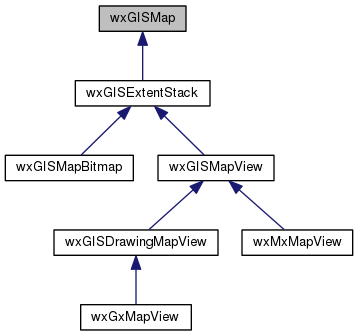 wxGISMap
wxGISExtentStack
wxGISMapBitmap
wxGISMapView
wxGISDrawingMapView
wxMxMapView
wxGxMapView